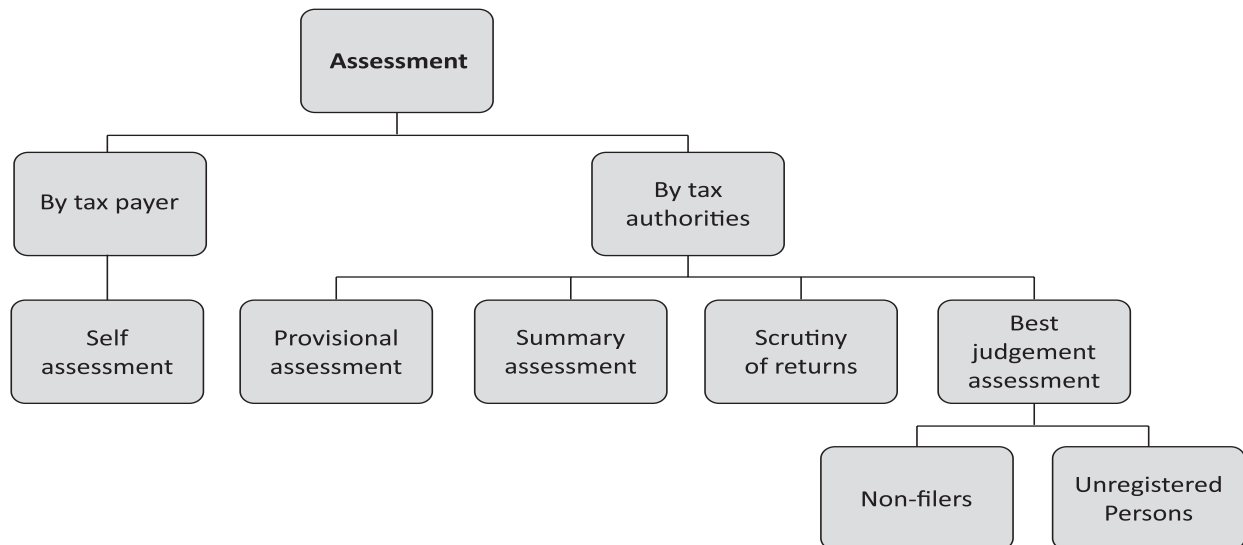 Assessment
By tax payer
By tax
authorities
Self
assessment
Provisional
assessment
Summary
assessment
Scrutiny
of returns
Best
judgement
assessment
Non-filers
Unregistered
Persons